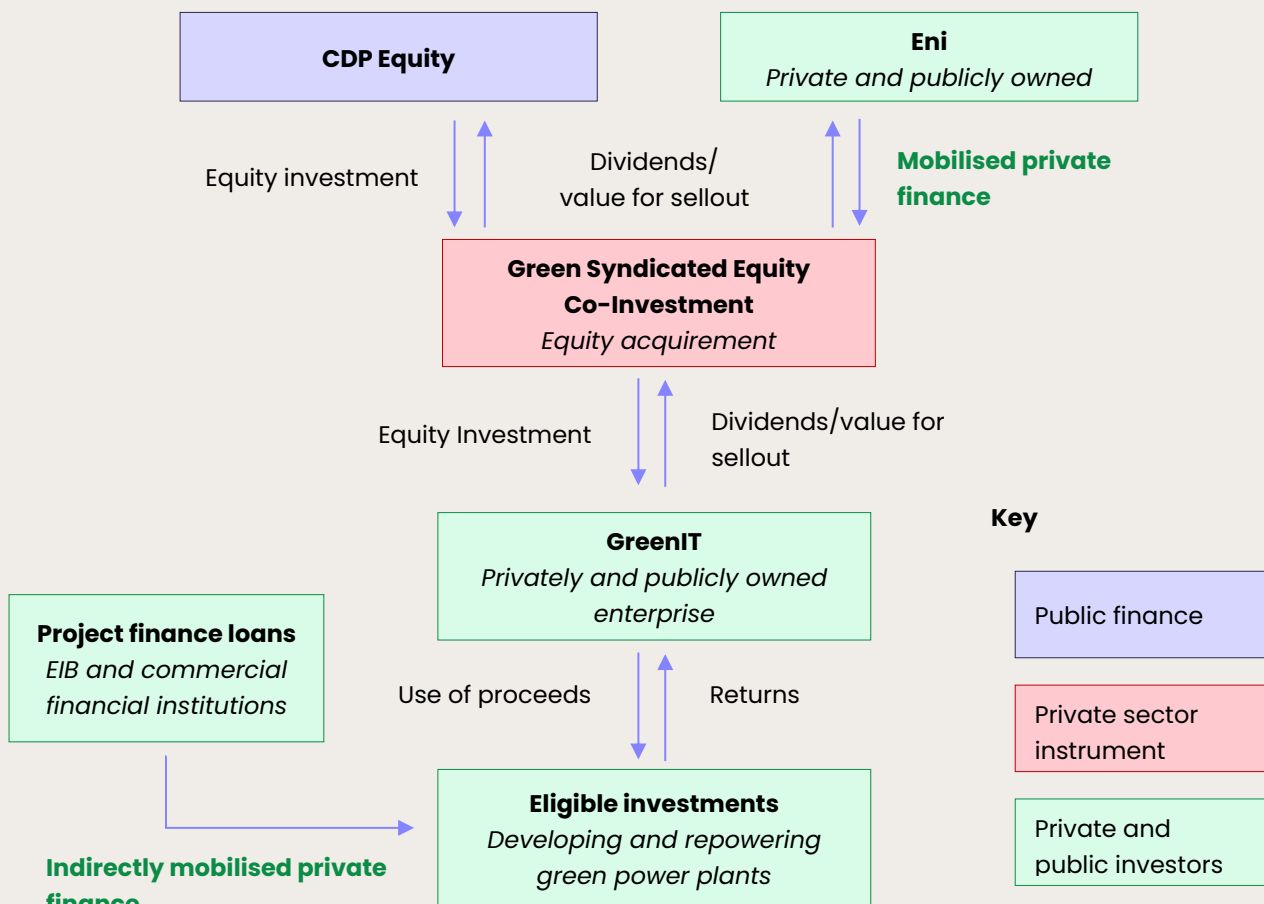 CDP Equity
Eni
Private and publicly owned
Equity investment
Dividends/
value for sellout
Mobilised private
finance
Green Syndicated Equity
Co-Investment
Equity acquirement
Equity Investment
Dividends/value for
sellout
GreenIT
Privately and publicly owned
enterprise
Key
Public finance
Project finance loans
EIB and commercial
financial institutions
Use of proceeds
Returns
Private sector
instrument
Eligible investments
Developing and repowering
green power plants
Private and
public investors
Indirectly mobilised private
finance